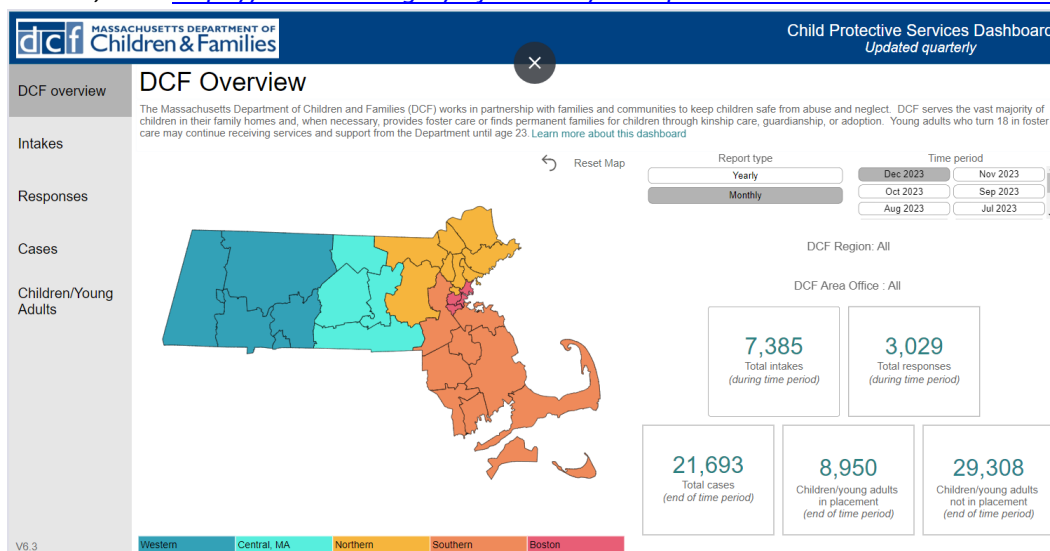 dcf MASSACHUSETTS DEPARTMENT OF
Children & Families
Child Protective Services Dashboard
Updated quarterly
DCF overview
Intakes
Responses
Cases
Children/Young
Adults
V6.3
DCF Overview
The Massachusetts Department of Children and Families (DCF) works in partnership with families and communities to keep children safe from abuse and neglect. DCF serves the vast majority of
children in their family homes and, when necessary, provides foster care or finds permanent families for children through kinship care, guardianship, or adoption. Young adults who turn 18 in foster
care may continue receiving services and support from the Department until age 23. Learn more about this
dashboard
Reset Map
Report type
Yearly
Monthly
Time period
Dec 2023 Nov 2023
Oct 2023 Sep 2023
Aug 2023 Jul 2023
DCF Region: All
DCF Area Office : All
7,385
Total
intakes
(during time period)
3,029
Total responses
(during time period)
21,693
Total cases
(end of time period)
8,950
Children/young adults
in placement
(end of time period)
29,308
Children/young adults
not in placement
(end of time period)
Western Central, MA Northern Southern Boston